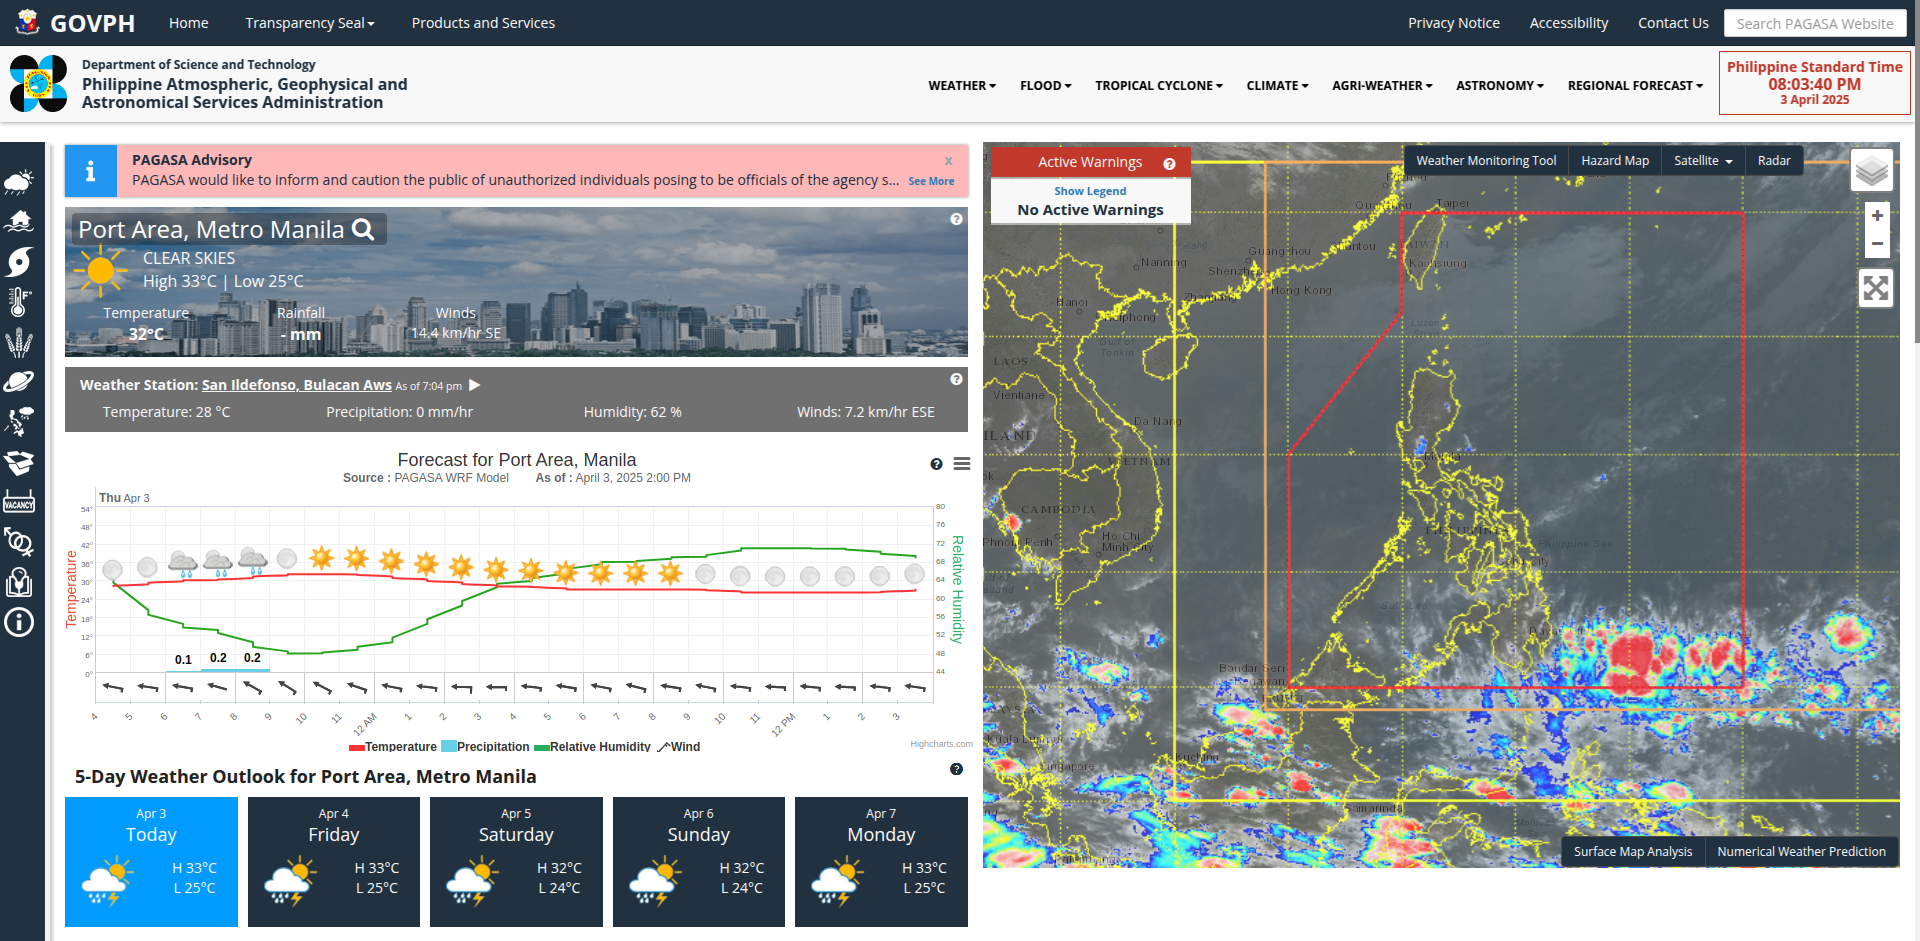 GOVPH
Home
Transparency Seal
Products and Services
Privacy Notice
Accessibility
Contact Us
Search PAGASA Website
Department of Science and Technology
Philippine Atmospheric, Geophysical and
Astronomical Services Administration
WEATHER
FLOOD
TROPICAL CYCLONE
CLIMATE
AGRI-WEATHER
ASTRONOMY
REGIONAL FORECAST
Philippine Standard Time
08:03:40 PM
3 April 2025
VACANCY
PAGASA Advisory
x
PAGASA would like to inform and caution the public of unauthorized individuals posing to be officials of the agency s... See More
Port Area, Metro Manila
CLEAR SKIES
High 33°C | Low 25°C
Temperature
Rainfall
Winds
32°C
- mm
14.4 km/hr SE
Weather Station: San Ildefonso, Bulacan Aws As of 7:04 pm
Temperature: 28 °C
Precipitation: 0 mm/hr
Humidity: 62 %
Winds: 7.2 km/hr ESE
Forecast for Port Area, Manila
Source : PAGASA WRF Model As of : April 3, 2025 2:00 PM
Thu Apr 3
54°
48°
42°
36°
30°
24°
18°
12°
6°
0°
Temperature
80
76
72
68
64
60
56
52
48
44
Relative Humidity
0.1
0.2
0.2
4 5 6 7 8 9 10 11 12 AM 1 2 3 4 5 6 7 8 9 10 11 12 PM 1 2 3
Temperature Precipitation Relative Humidity Wind
Highcharts.com
5-Day Weather Outlook for Port Area, Metro Manila
Apr 3
Today
H 33°C
L 25°C
Apr 4
Friday
H 33°C
L 25°C
Apr 5
Saturday
H 32°C
L 24°C
Apr 6
Sunday
H 32°C
L 24°C
Apr 7
Monday
H 33°C
L 25°C
Active Warnings
Show Legend
No Active Warnings
Weather Monitoring Tool
Hazard Map
Satellite
Radar
+
−
Taipei
TAIWAN
Kaohsiung
Guangzhou
Shantou
Nanning
Shenzhen
Hong Kong
Zhanjiang
Hanoi
Haiphong
Gulf of
Tonkin
Luzon
LAOS
Vientiane
Da Nang
VIETNAM
Manila
CAMBODIA
Phnom Penh
Ho Chi
Minh City
Philippine Sea
Sulu Sea
Bandar Seri
Begawan
Kuala Lumpur
Singapore
Kuching
Samarinda
Surface Map Analysis
Numerical Weather Prediction